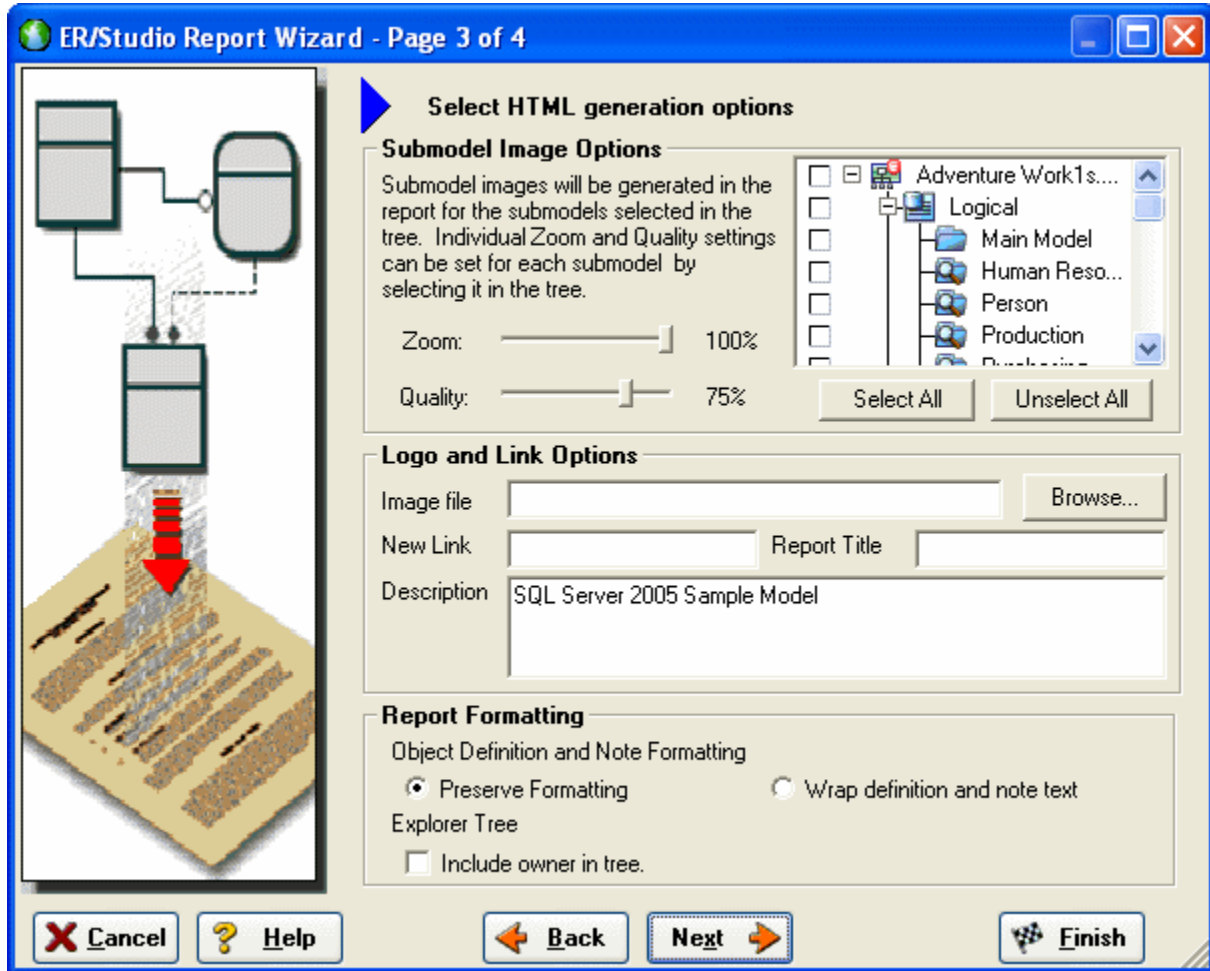 ER/Studio Report Wizard - Page 3 of 4
Select HTML generation options
Submodel Image Options
Submodel images will be generated in the
report for the submodels selected in the
tree. Individual Zoom and Quality settings
can be set for each submodel by
selecting it in the tree.
Zoom: 100%
Quality: 75%
Adventure Work1s....
Logical
Main Model
Human Reso...
Person
Production
Purchasing
Select All Unselect All
Logo and Link Options
Image file Browse...
New Link Report Title
Description SQL Server 2005 Sample Model
Report Formatting
Object Definition and Note Formatting
Preserve Formatting Wrap definition and note text
Explorer Tree
Include owner in tree.
Cancel Help Back Next Finish